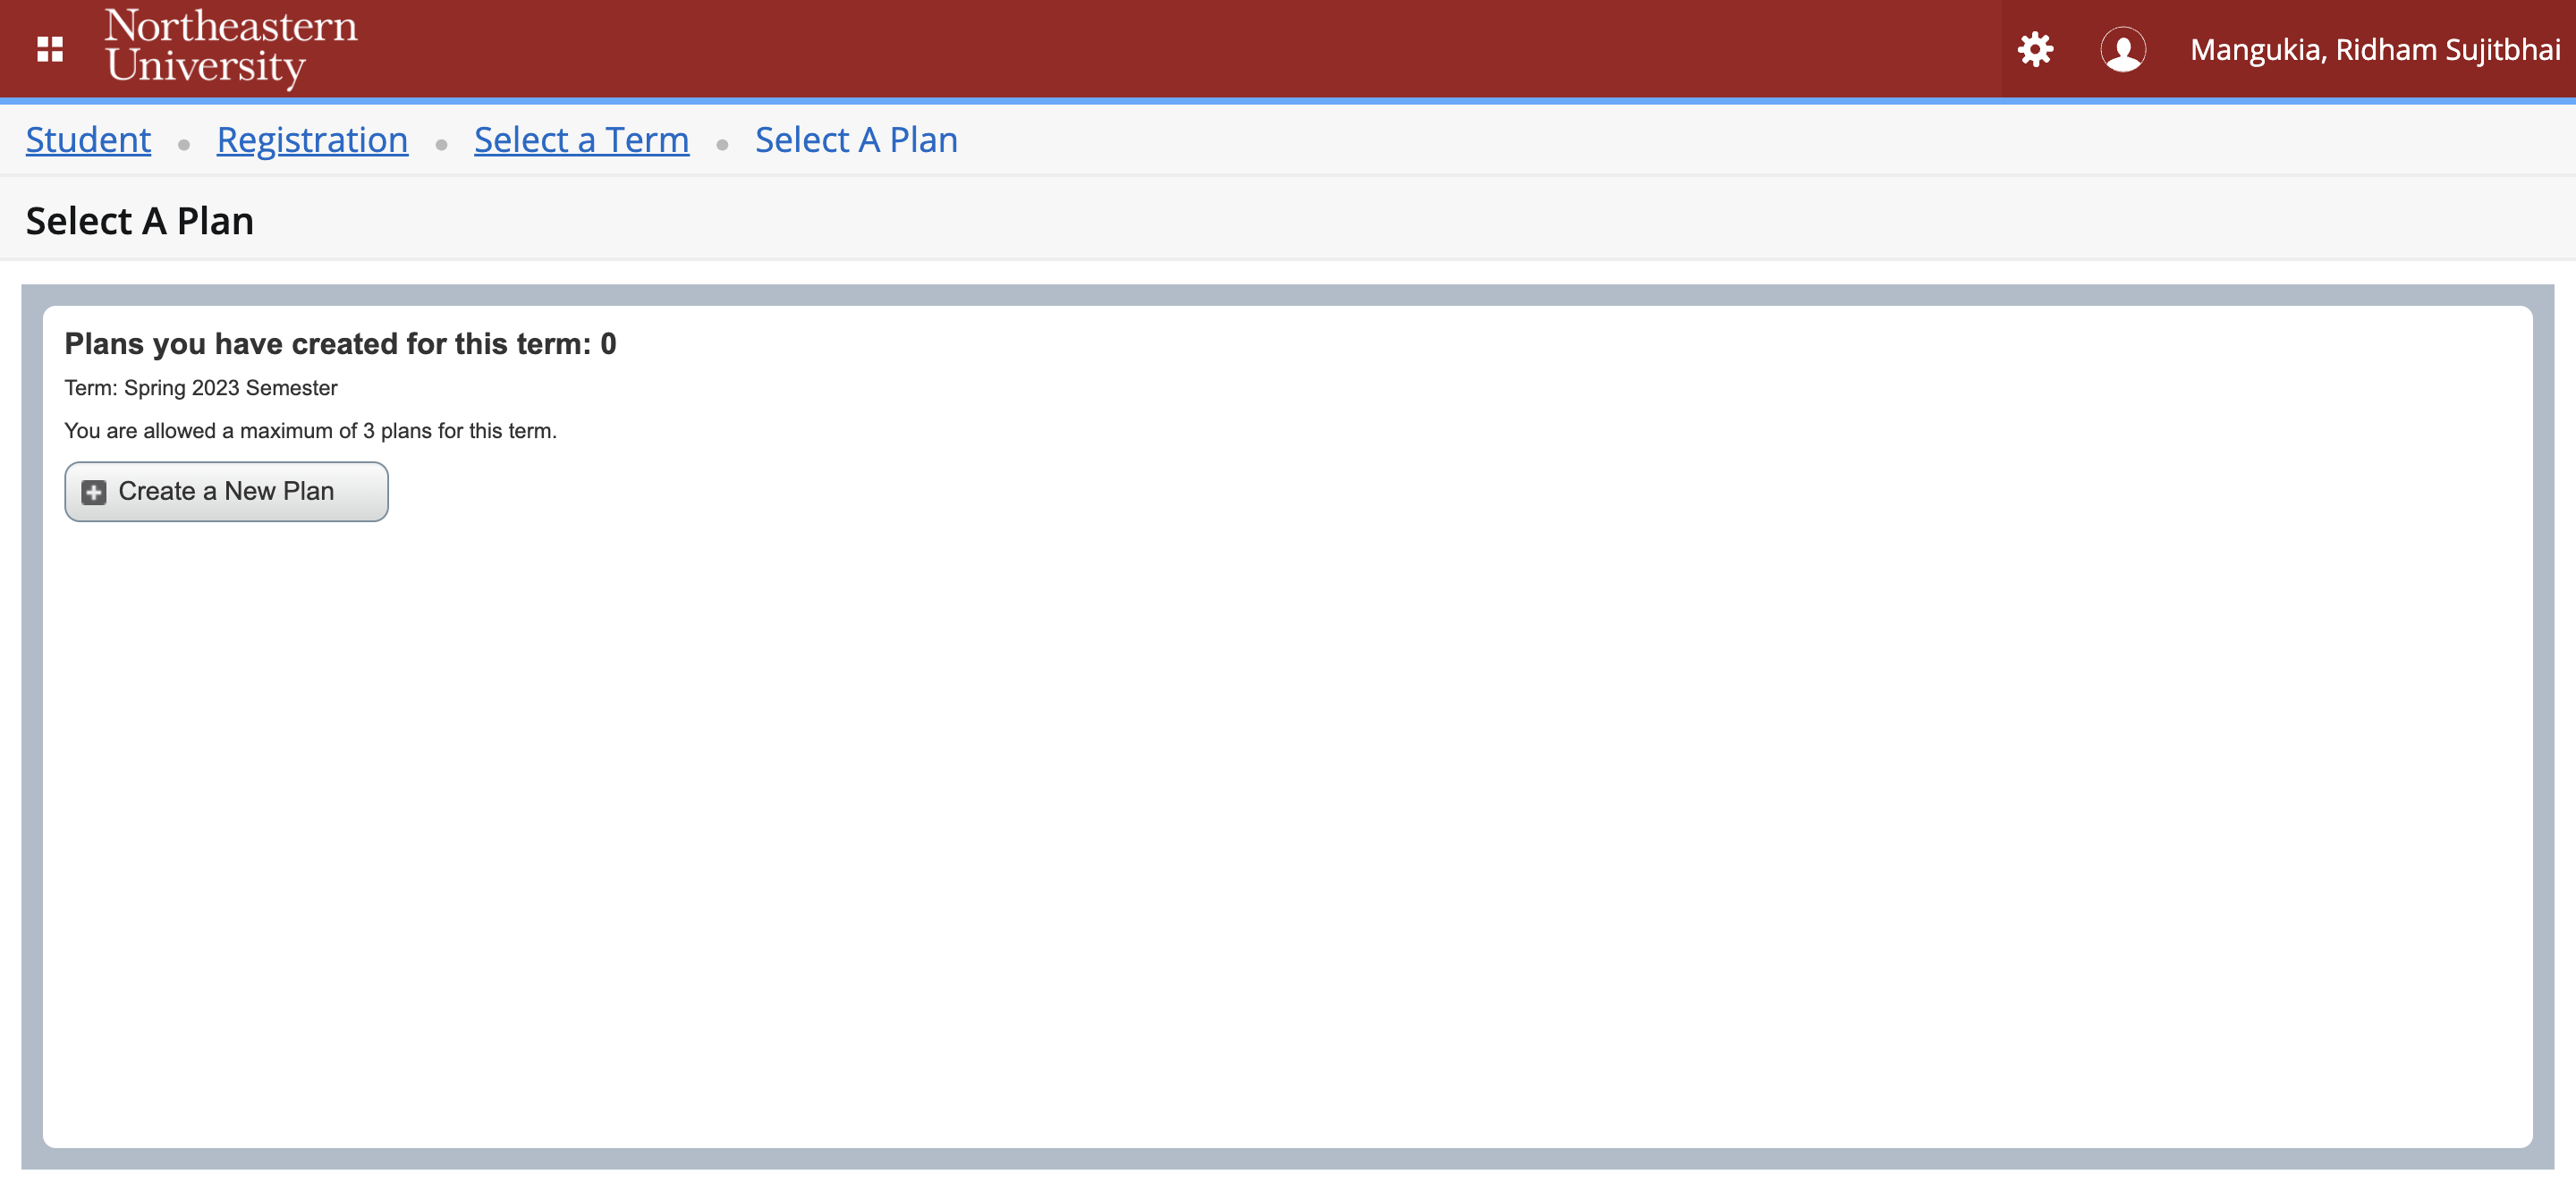 Northeastern
University
Mangukia, Ridham Sujitbhai
Student • Registration • Select a Term • Select A Plan
Select A Plan
Plans you have created for this term: 0
Term: Spring 2023 Semester
You are allowed a maximum of 3 plans for this term.
Create a New Plan